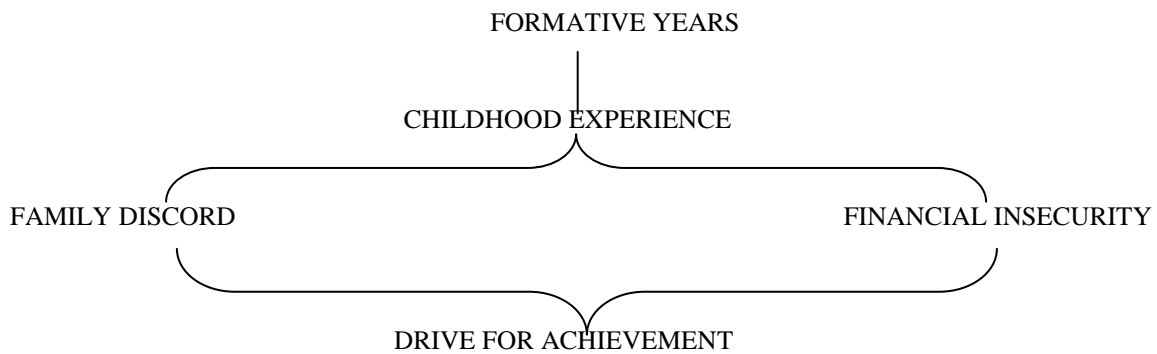 FORMATIVE YEARS
CHILDHOOD EXPERIENCE
FAMILY DISCORD
FINANCIAL INSECURITY
DRIVE FOR ACHIEVEMENT